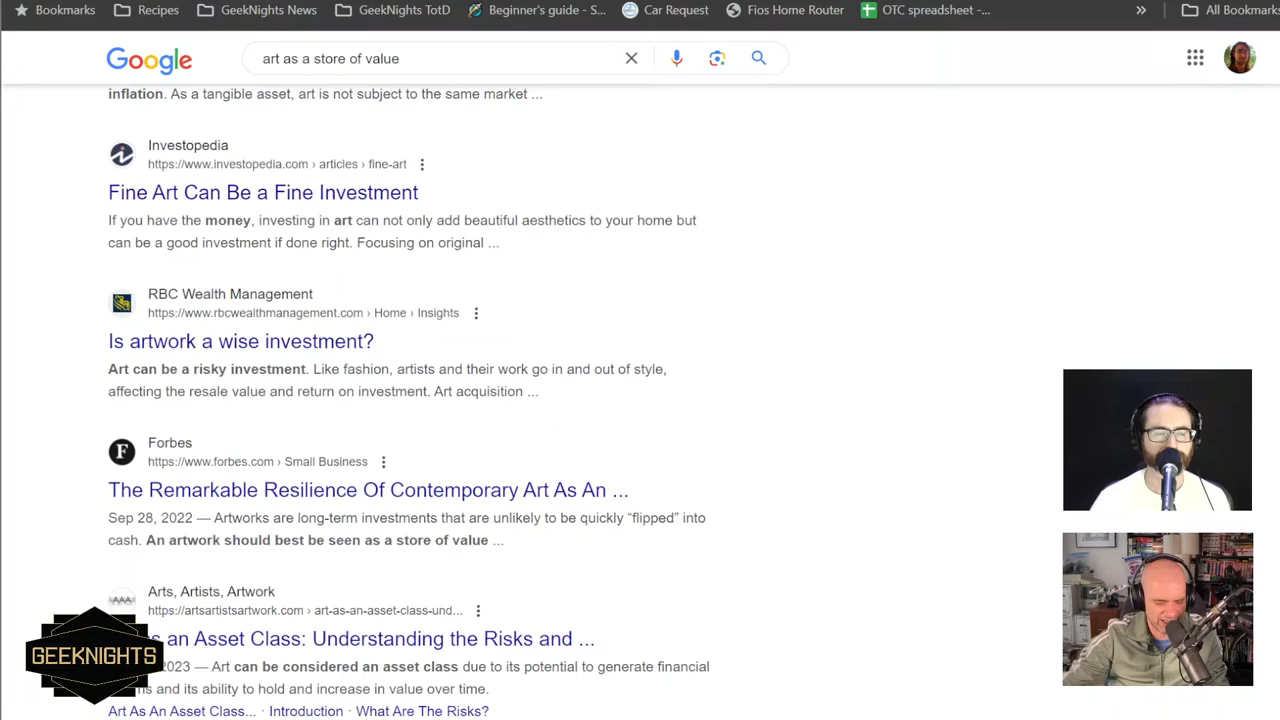 Bookmarks Recipes GeekNights News GeekNights TotD Beginner's guide - S... Car Request Fios Home Router OTC spreadsheet -... » All Bookmarks
Google art as a store of value
inflation. As a tangible asset, art is not subject to the same market ...
Investopedia
https://www.investopedia.com › articles › fine-art
Fine Art Can Be a Fine Investment
If you have the money, investing in art can not only add beautiful aesthetics to your home but
can be a good investment if done right. Focusing on original ...
RBC Wealth Management
https://www.rbcwealthmanagement.com › Home › Insights
Is artwork a wise investment?
Art can be a risky investment. Like fashion, artists and their work go in and out of style,
affecting the resale value and return on investment. Art acquisition ...
Forbes
https://www.forbes.com › Small Business
The Remarkable Resilience Of Contemporary Art As An ...
Sep 28, 2022 — Artworks are long-term investments that are unlikely to be quickly “flipped” into
cash. An artwork should best be seen as a store of value ...
Arts, Artists, Artwork
https://artsartistsartwork.com › art-as-an-asset-class-und...
s an Asset Class: Understanding the Risks and ...
2023 — Art can be considered an asset class due to its potential to generate financial
and its ability to hold and increase in value over time.
Art As An Asset Class... · Introduction · What Are The Risks?
GEEKNIGHTS